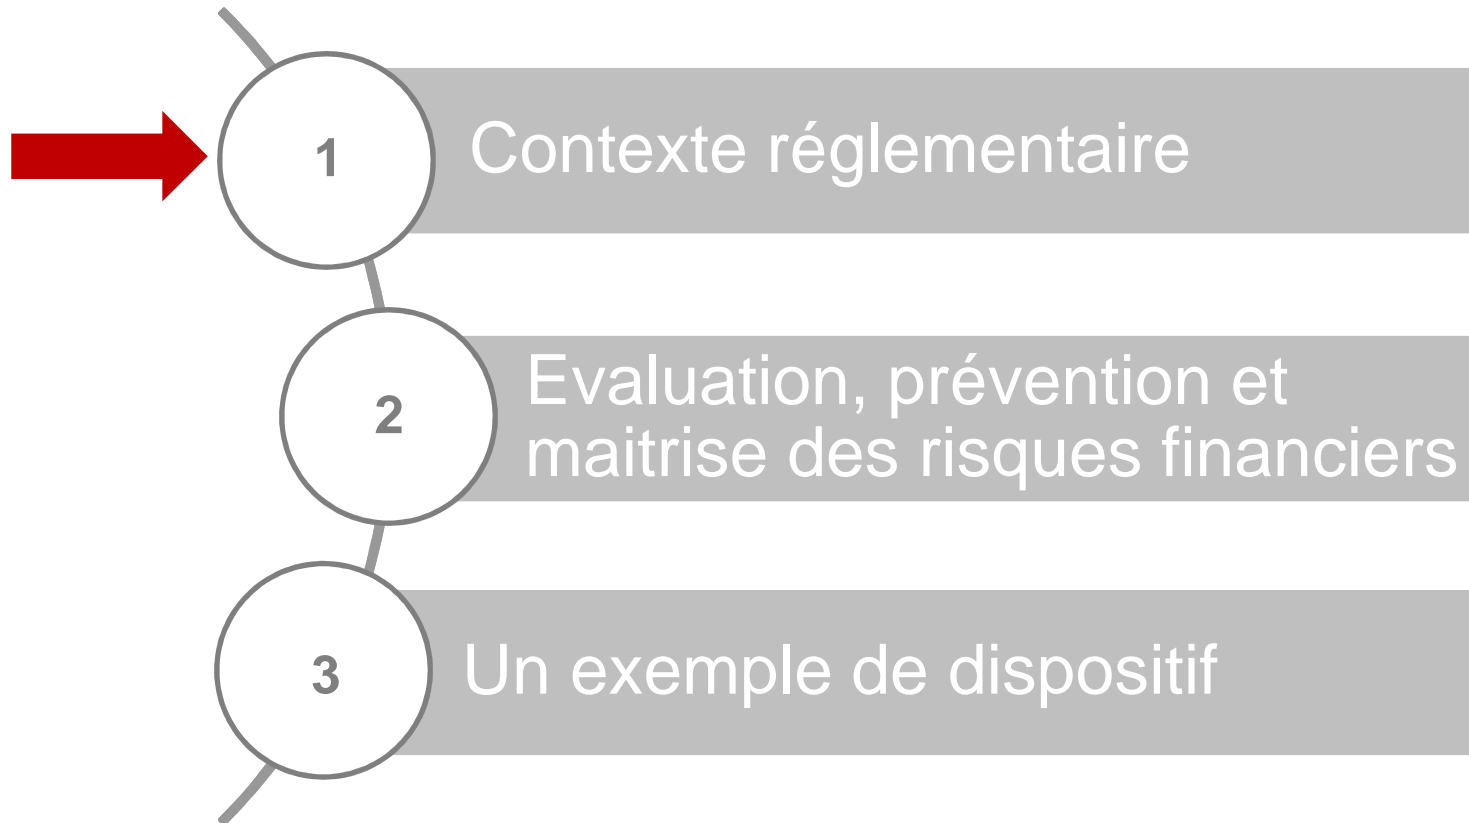 1
Contexte réglementaire
2
Evaluation, prévention et
maitrise des risques financiers
3
Un exemple de dispositif